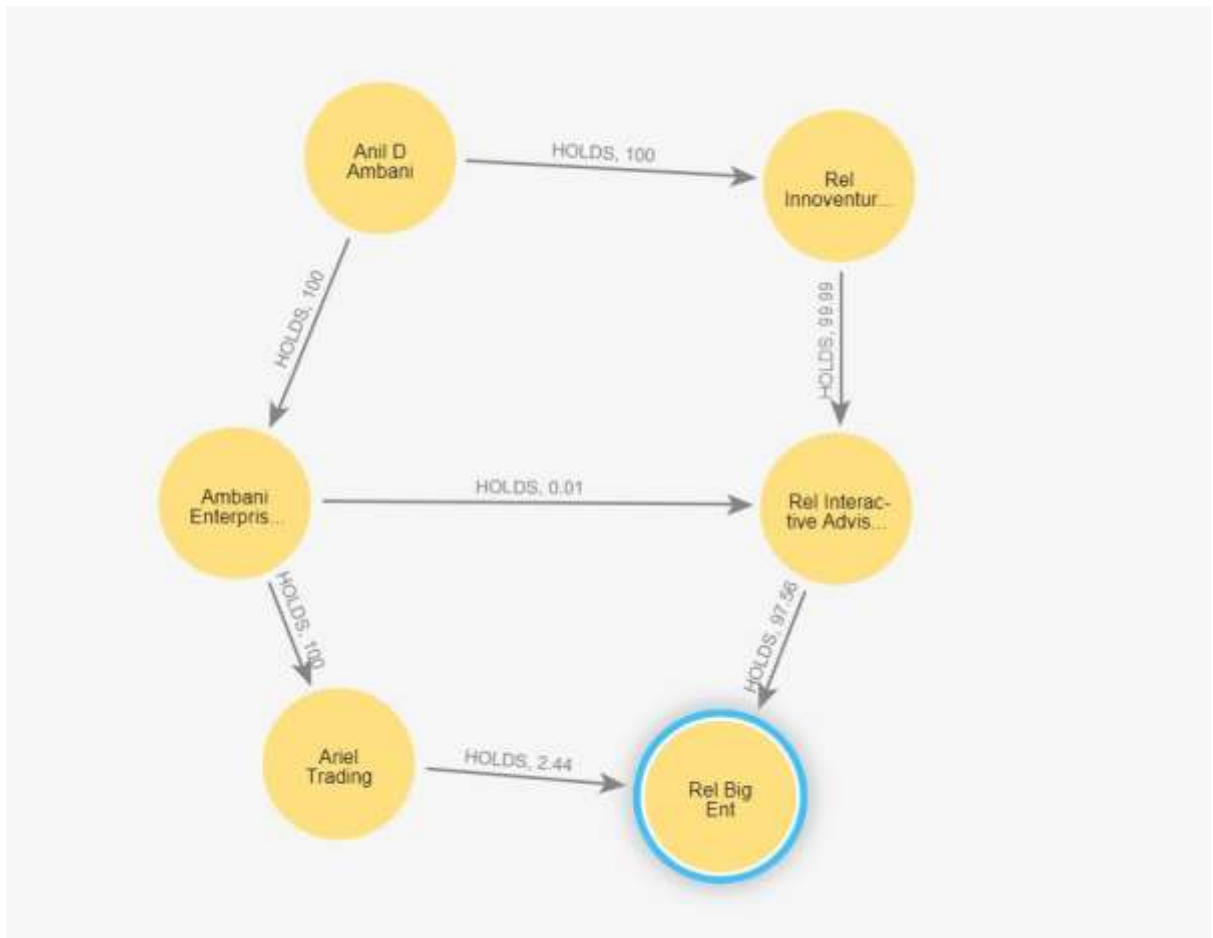 Anil D
Ambani
HOLDS, 100
Rel
Innoventur...
HOLDS, 100
HOLDS, 99.99
Ambani
Enterpris...
HOLDS, 0.01
Rel Interac-
tive Advis...
HOLDS, 100
HOLDS, 97.56
Ariel
Trading
HOLDS, 2.44
Rel Big
Ent